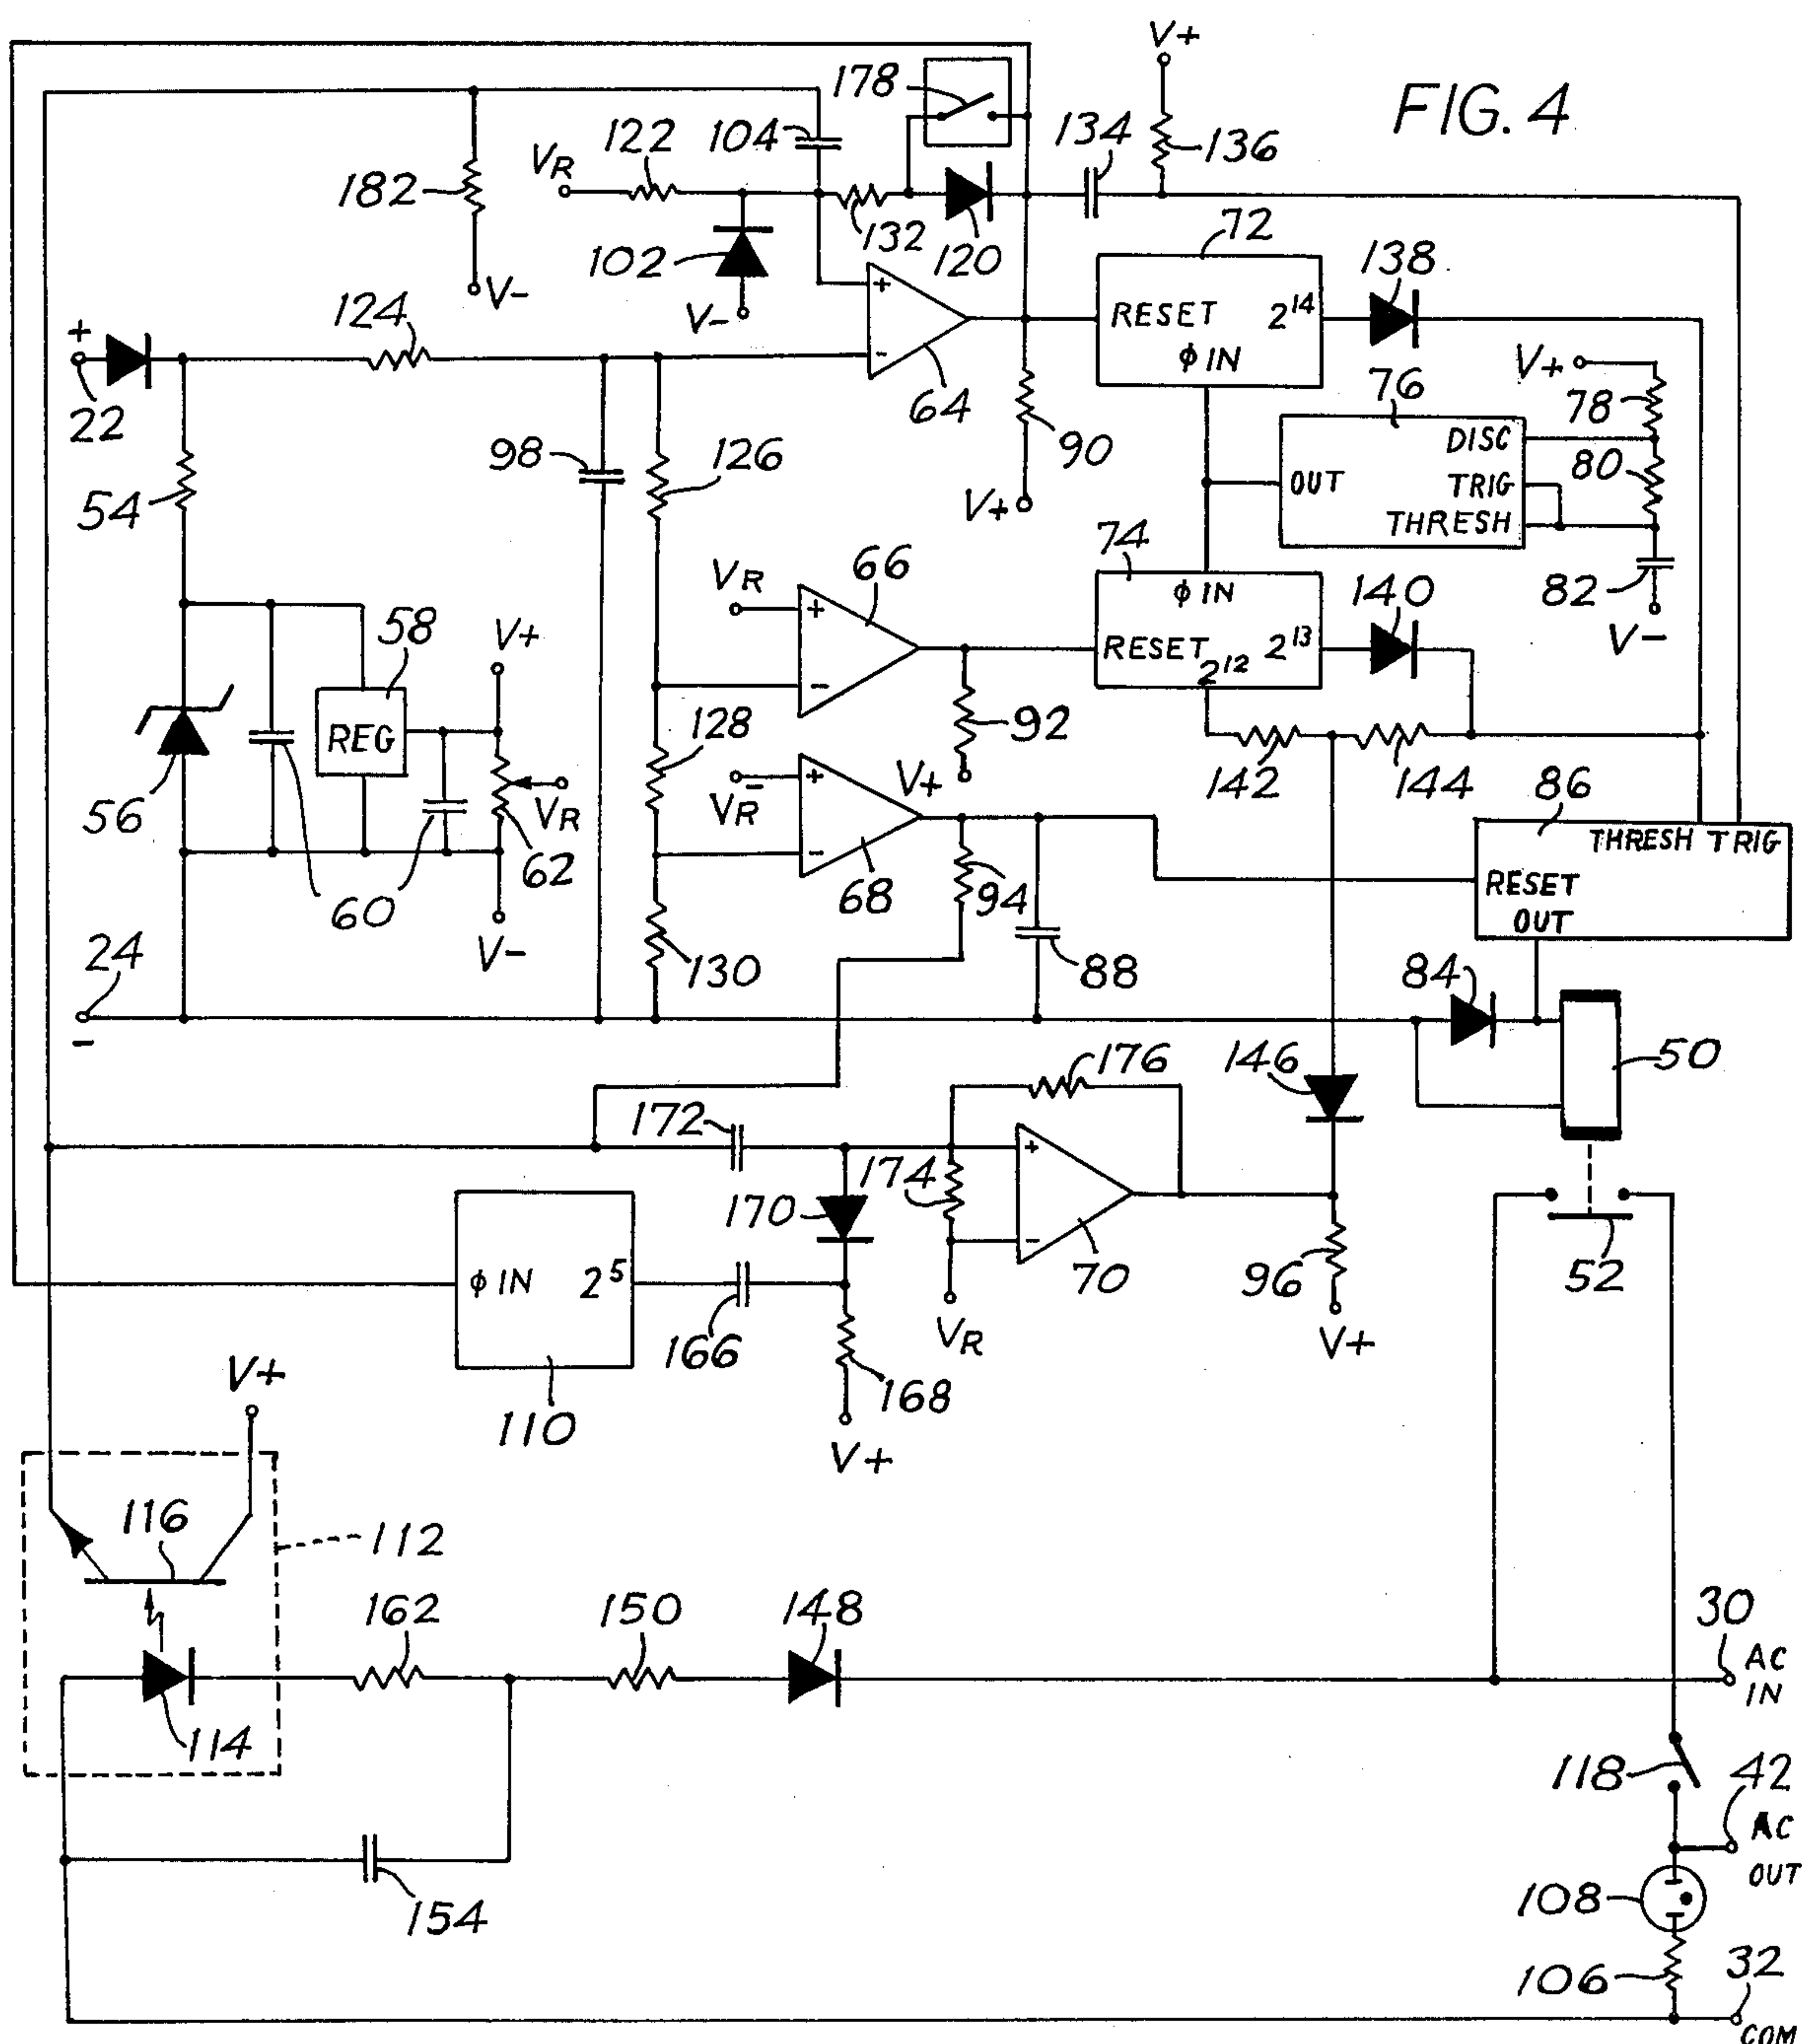 FIG. 4
V+
178
134
136
122
104
VR
182
132
120
102
V-
V-
72
138
RESET 2^14
φ IN
124
+
22
64
90
V+
V+
76
78
DISC
OUT
TRIG
THRESH
80
82
V-
98
126
54
74
φ IN
RESET 2^13
2^12
140
VR
66
58
V+
REG
VR
62
56
60
V-
128
92
V+
142
144
VR
68
94
86
THRESH TRIG
RESET
OUT
24
-
130
88
84
50
146
176
172
174
170
70
96
V+
52
φ IN 2^5
110
166
168
V+
VR
V+
116
112
162
150
148
30
AC
IN
114
154
118
42
AC
OUT
108
106
32
COM
+
-
+
-
+
-
+
-